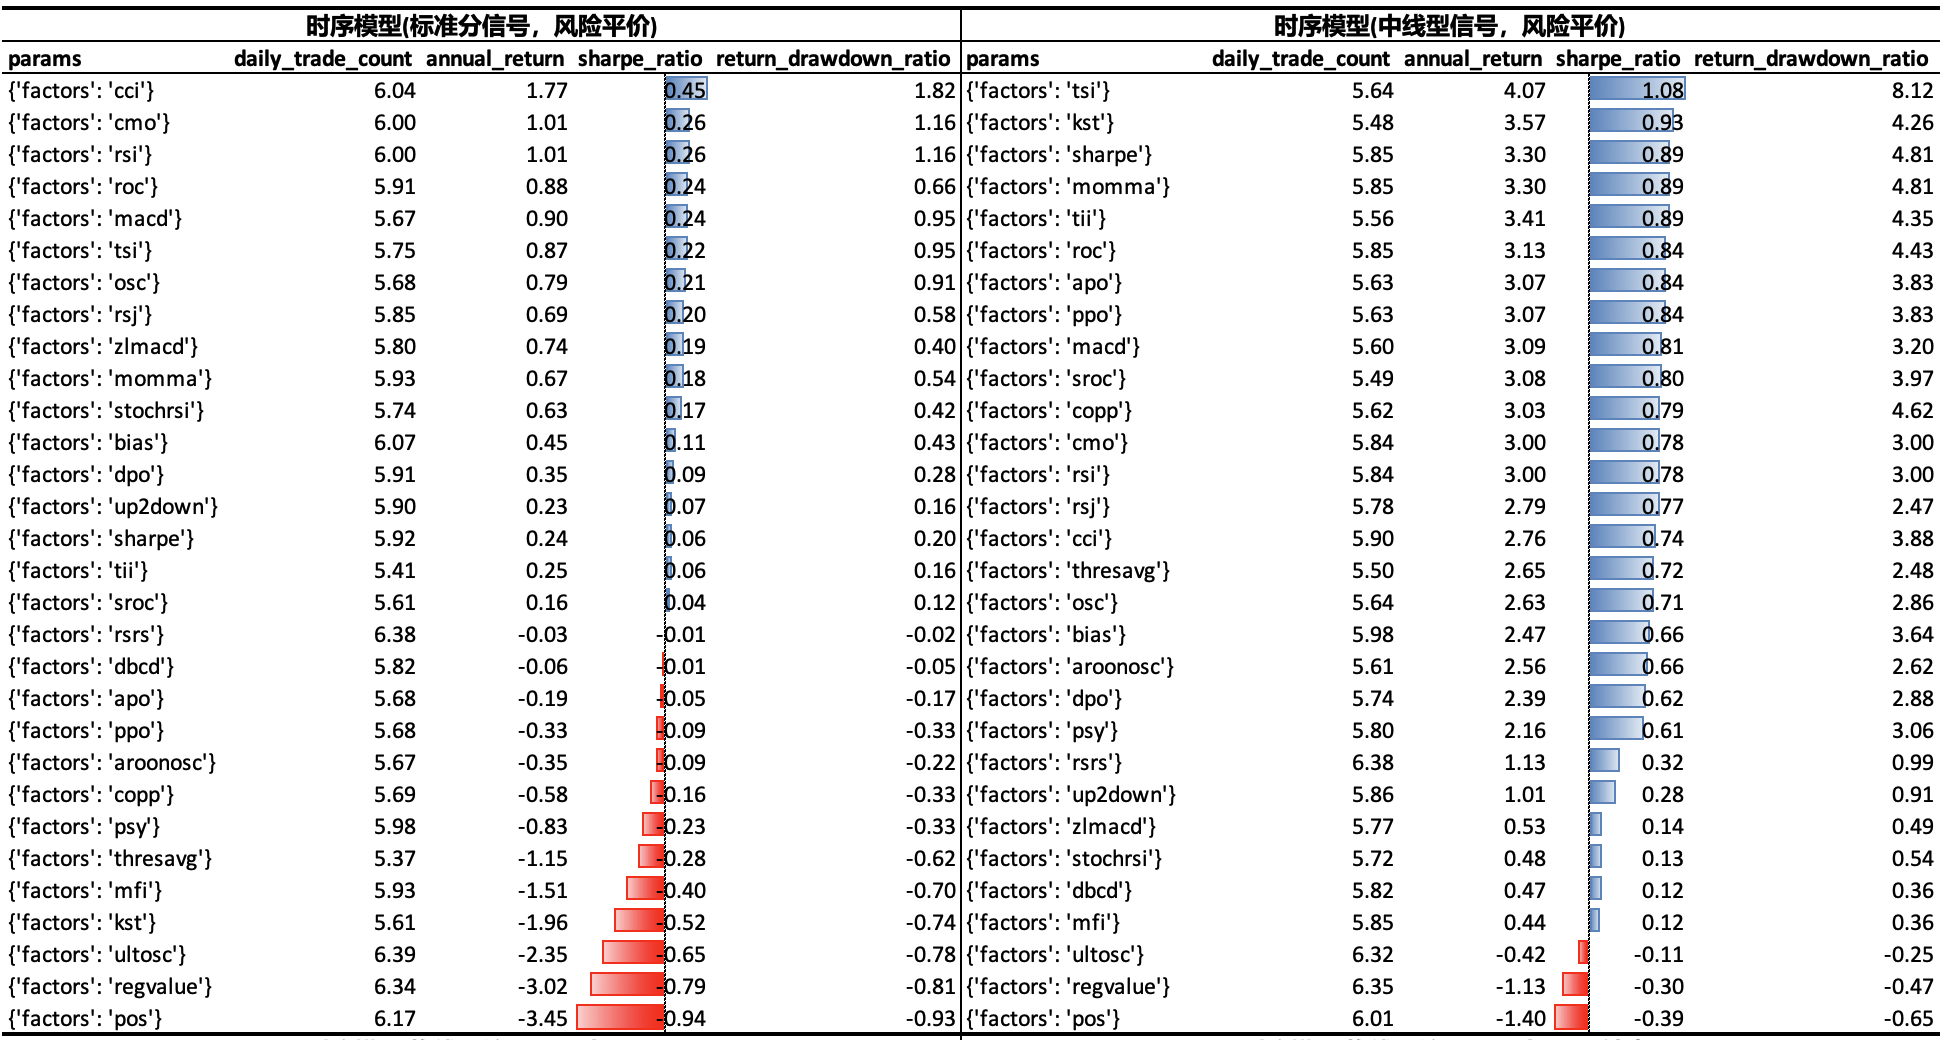 时序模型(标准分信号，风险平价) 时序模型(中线型信号，风险平价)
params daily_trade_count annual_return sharpe_ratio return_drawdown_ratio params daily_trade_count annual_return sharpe_ratio return_drawdown_ratio
{'factors': 'cci'} 6.04 1.77 0.45 1.82 {'factors': 'tsi'} 5.64 4.07 1.08 8.12
{'factors': 'cmo'} 6.00 1.01 0.26 1.16 {'factors': 'kst'} 5.48 3.57 0.93 4.26
{'factors': 'rsi'} 6.00 1.01 0.26 1.16 {'factors': 'sharpe'} 5.85 3.30 0.89 4.81
{'factors': 'roc'} 5.91 0.88 0.24 0.66 {'factors': 'momma'} 5.85 3.30 0.89 4.81
{'factors': 'macd'} 5.67 0.90 0.24 0.95 {'factors': 'tii'} 5.56 3.41 0.89 4.35
{'factors': 'tsi'} 5.75 0.87 0.22 0.95 {'factors': 'roc'} 5.85 3.13 0.84 4.43
{'factors': 'osc'} 5.68 0.79 0.21 0.91 {'factors': 'apo'} 5.63 3.07 0.84 3.83
{'factors': 'rsj'} 5.85 0.69 0.20 0.58 {'factors': 'ppo'} 5.63 3.07 0.84 3.83
{'factors': 'zlmacd'} 5.80 0.74 0.19 0.40 {'factors': 'macd'} 5.60 3.09 0.81 3.20
{'factors': 'momma'} 5.93 0.67 0.18 0.54 {'factors': 'sroc'} 5.49 3.08 0.80 3.97
{'factors': 'stochrsi'} 5.74 0.63 0.17 0.42 {'factors': 'copp'} 5.62 3.03 0.79 4.62
{'factors': 'bias'} 6.07 0.45 0.11 0.43 {'factors': 'cmo'} 5.84 3.00 0.78 3.00
{'factors': 'dpo'} 5.91 0.35 0.09 0.28 {'factors': 'rsi'} 5.84 3.00 0.78 3.00
{'factors': 'up2down'} 5.90 0.23 0.07 0.16 {'factors': 'rsj'} 5.78 2.79 0.77 2.47
{'factors': 'sharpe'} 5.92 0.24 0.06 0.20 {'factors': 'cci'} 5.90 2.76 0.74 3.88
{'factors': 'tii'} 5.41 0.25 0.06 0.16 {'factors': 'thresavg'} 5.50 2.65 0.72 2.48
{'factors': 'sroc'} 5.61 0.16 0.04 0.12 {'factors': 'osc'} 5.64 2.63 0.71 2.86
{'factors': 'rsrs'} 6.38 -0.03 -0.01 -0.02 {'factors': 'bias'} 5.98 2.47 0.66 3.64
{'factors': 'dbcd'} 5.82 -0.06 -0.01 -0.05 {'factors': 'aroonosc'} 5.61 2.56 0.66 2.62
{'factors': 'apo'} 5.68 -0.19 -0.05 -0.17 {'factors': 'dpo'} 5.74 2.39 0.62 2.88
{'factors': 'ppo'} 5.68 -0.33 -0.09 -0.33 {'factors': 'psy'} 5.80 2.16 0.61 3.06
{'factors': 'aroonosc'} 5.67 -0.35 -0.09 -0.22 {'factors': 'rsrs'} 6.38 1.13 0.32 0.99
{'factors': 'copp'} 5.69 -0.58 -0.16 -0.33 {'factors': 'up2down'} 5.86 1.01 0.28 0.91
{'factors': 'psy'} 5.98 -0.83 -0.23 -0.33 {'factors': 'zlmacd'} 5.77 0.53 0.14 0.49
{'factors': 'thresavg'} 5.37 -1.15 -0.28 -0.62 {'factors': 'stochrsi'} 5.72 0.48 0.13 0.54
{'factors': 'mfi'} 5.93 -1.51 -0.40 -0.70 {'factors': 'dbcd'} 5.82 0.47 0.12 0.36
{'factors': 'kst'} 5.61 -1.96 -0.52 -0.74 {'factors': 'mfi'} 5.85 0.44 0.12 0.36
{'factors': 'ultosc'} 6.39 -2.35 -0.65 -0.78 {'factors': 'ultosc'} 6.32 -0.42 -0.11 -0.25
{'factors': 'regvalue'} 6.34 -3.02 -0.79 -0.81 {'factors': 'regvalue'} 6.35 -1.13 -0.30 -0.47
{'factors': 'pos'} 6.17 -3.45 -0.94 -0.93 {'factors': 'pos'} 6.01 -1.40 -0.39 -0.65